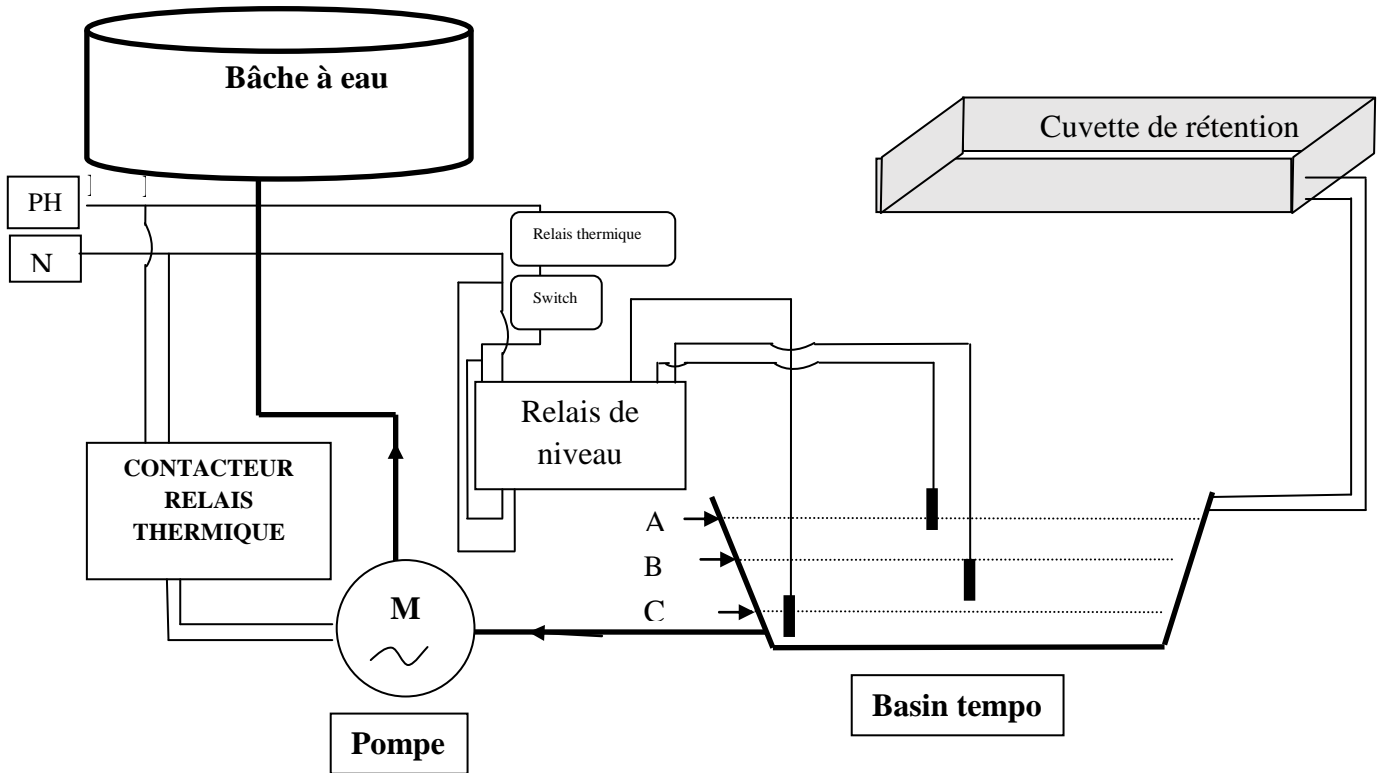 Bâche à eau
Cuvette de rétention
PH
N
Relais thermique
Switch
Relais de
niveau
CONTACTEUR
RELAIS
THERMIQUE
A
B
C
M
Basin tempo
Pompe